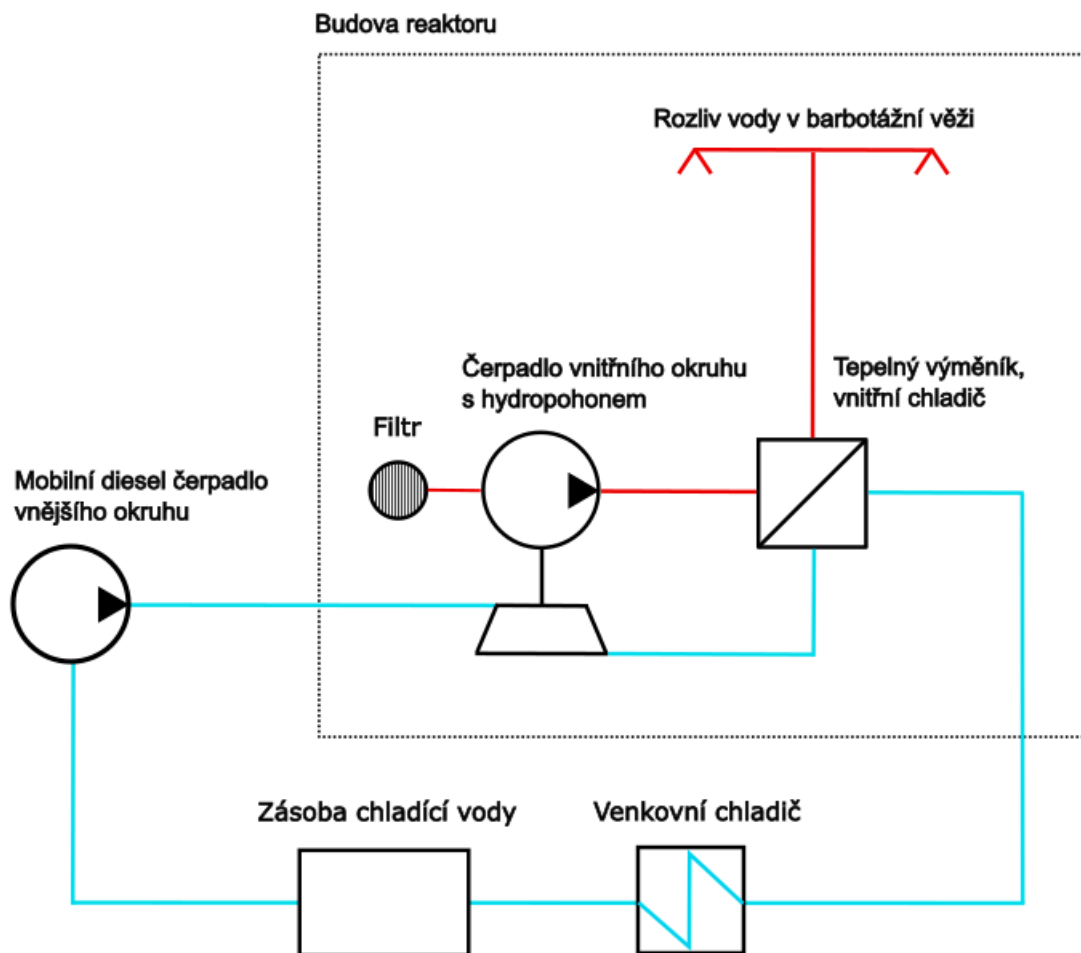 Budova reaktoru
Rozliv vody v barbotážní věži
Čerpadlo vnitřního okruhu
s hydropohonem
Tepelný výměník,
vnitřní chladič
Filtr
Mobilní diesel čerpadlo
vnějšího okruhu
Zásoba chladící vody
Venkovní chladič